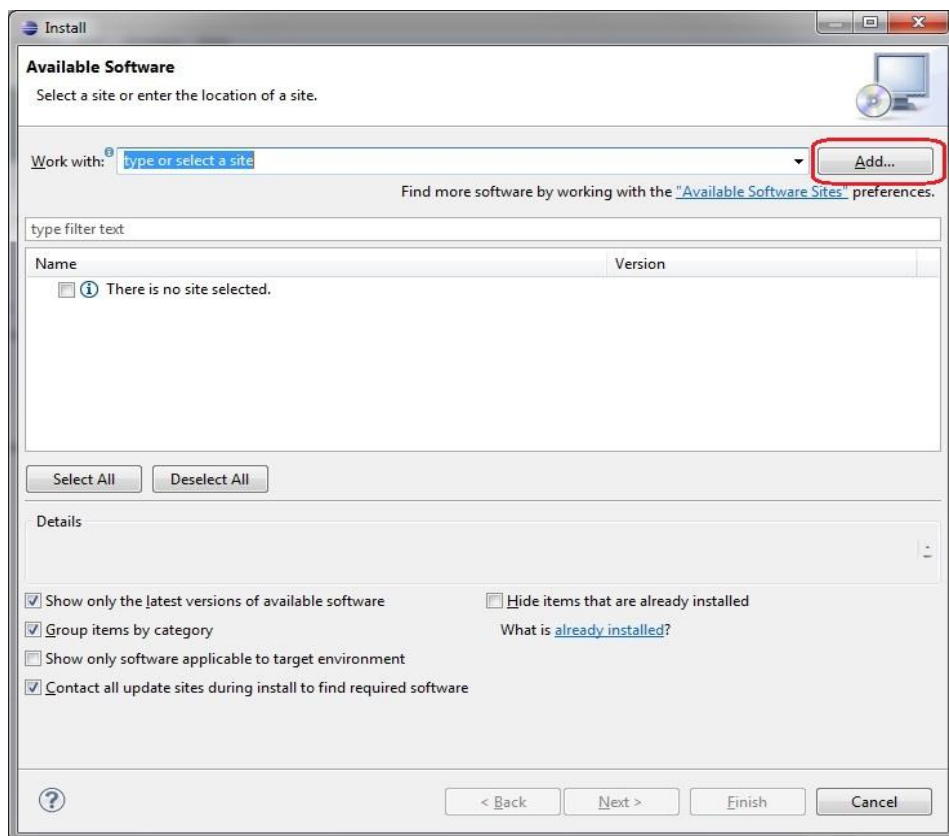 Install
Available Software
Select a site or enter the location of a site.
Work with: type or select a site Add...
Find more software by working with the "Available Software Sites" preferences.
type filter text
Name Version
There is no site selected.
Select All Deselect All
Details
Show only the latest versions of available software Hide items that are already installed
Group items by category What is already installed?
Show only software applicable to target environment
Contact all update sites during install to find required software
< Back Next > Finish Cancel